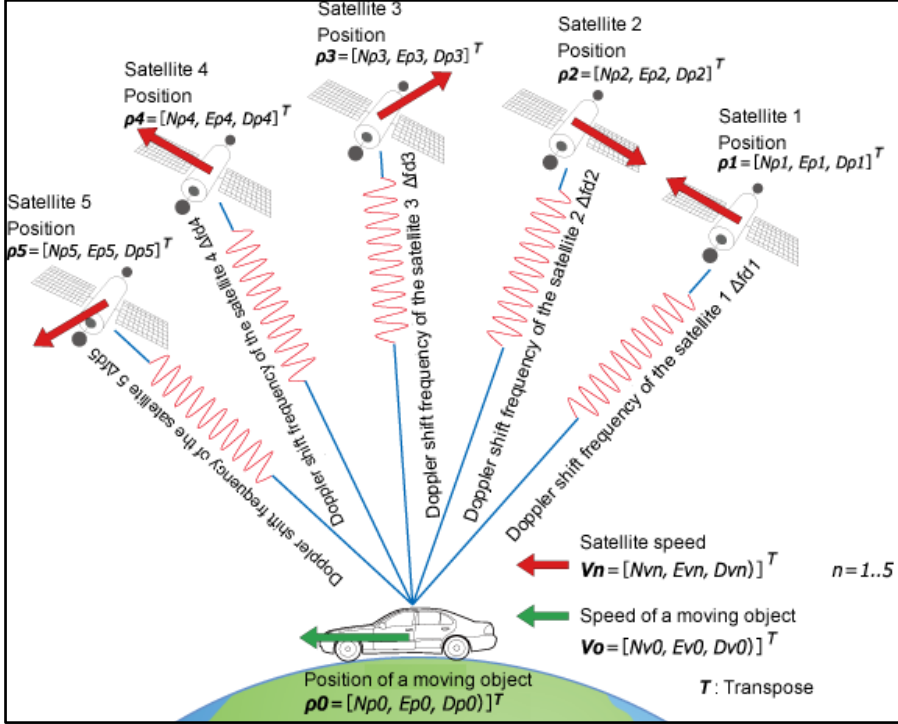 Satellite 3
Position
ρ3=[Np3, Ep3, Dp3]ᵀ
Satellite 2
Position
ρ2=[Np2, Ep2, Dp2]ᵀ
Satellite 4
Position
ρ4=[Np4, Ep4, Dp4]ᵀ
Satellite 1
Position
ρ1=[Np1, Ep1, Dp1]ᵀ
Satellite 5
Position
ρ5=[Np5, Ep5, Dp5]ᵀ
Doppler shift frequency of the satellite 5 Δfd5
Doppler shift frequency of the satellite 4 Δfd4
Doppler shift frequency of the satellite 3 Δfd3
Doppler shift frequency of the satellite 2 Δfd2
Doppler shift frequency of the satellite 1 Δfd1
Satellite speed
Vn=[Nvn, Evn, Dvn)]ᵀ n=1..5
Speed of a moving object
Vo=[Nv0, Ev0, Dv0)]ᵀ
Position of a moving object
ρ0=[Np0, Ep0, Dp0)]ᵀ
T: Transpose